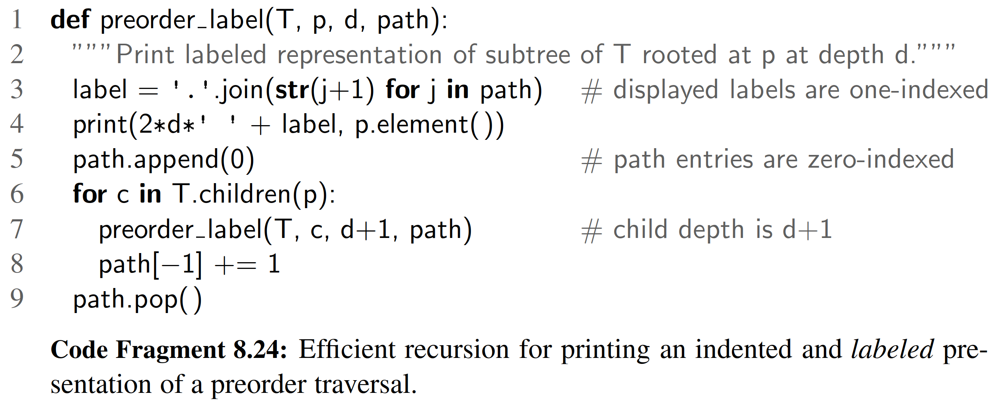 1 def preorder_label(T, p, d, path):
2 """Print labeled representation of subtree of T rooted at p at depth d."""
3 label = '.'.join(str(j+1) for j in path) # displayed labels are one-indexed
4 print(2*d*' ' + label, p.element())
5 path.append(0) # path entries are zero-indexed
6 for c in T.children(p):
7 preorder_label(T, c, d+1, path) # child depth is d+1
8 path[−1] += 1
9 path.pop()
Code Fragment 8.24: Efficient recursion for printing an indented and labeled pre-
sentation of a preorder traversal.